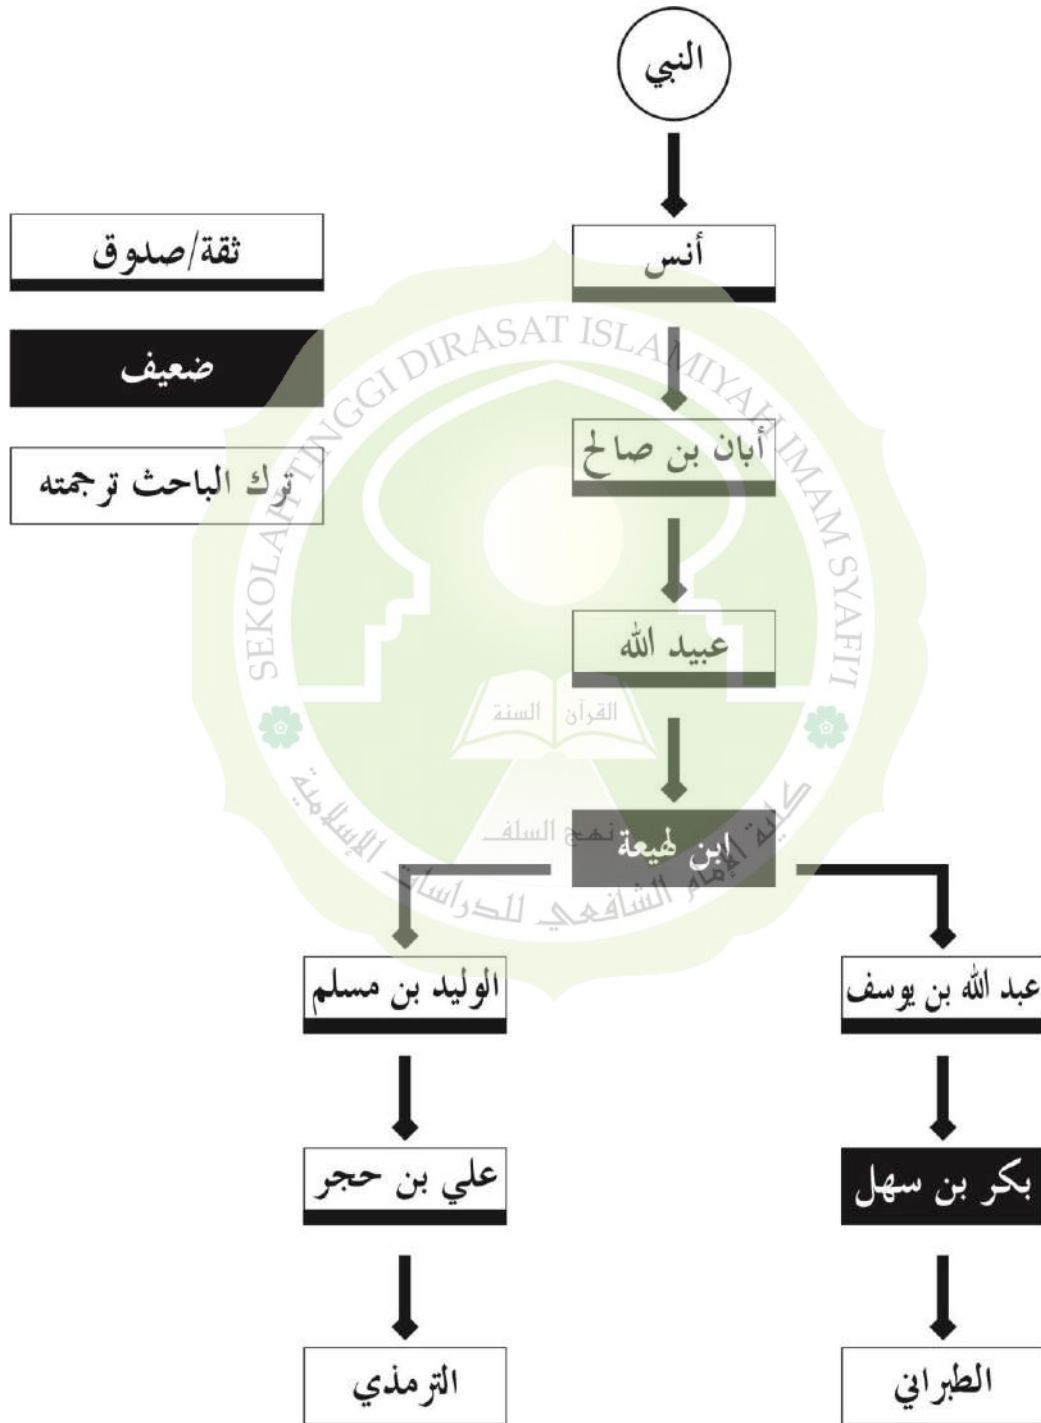 النبي
ثقة/صدوق
ضعيف
ترك الباحث ترجمته
أنس
أبان بن صالح
عبيد الله
ابن لهيعة
الوليد بن مسلم
عبد الله بن يوسف
علي بن حجر
بكر بن سهل
الترمذي
الطبراني
SEKOLAH TINGGI DIRASAT ISLAMIYAH IMAM SYAFI'I
القرآن السنة
نهج السلف
كلية الإمام الشافعي للدراسات الإسلامية